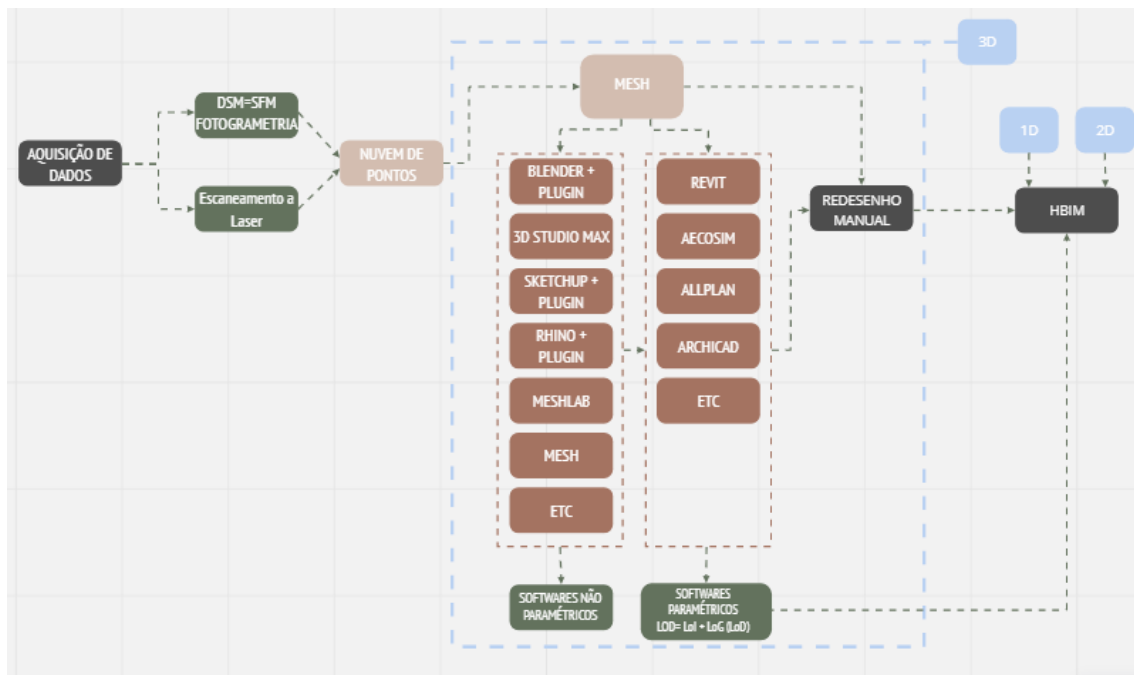 3D
MESH
DSM=SFM
FOTOGRAMETRIA
1D
2D
AQUISIÇÃO DE
DADOS
NUVEM DE
PONTOS
Escaneamento a
Laser
BLENDER +
PLUGIN
3D STUDIO MAX
SKETCHUP +
PLUGIN
RHINO +
PLUGIN
MESHLAB
MESH
ETC
REVIT
AECOSIM
ALLPLAN
ARCHICAD
ETC
REDESENHO
MANUAL
HBIM
SOFTWARES NÃO
PARAMÉTRICOS
SOFTWARES
PARAMÉTRICOS
LOD= LoI + LoG (LoD)